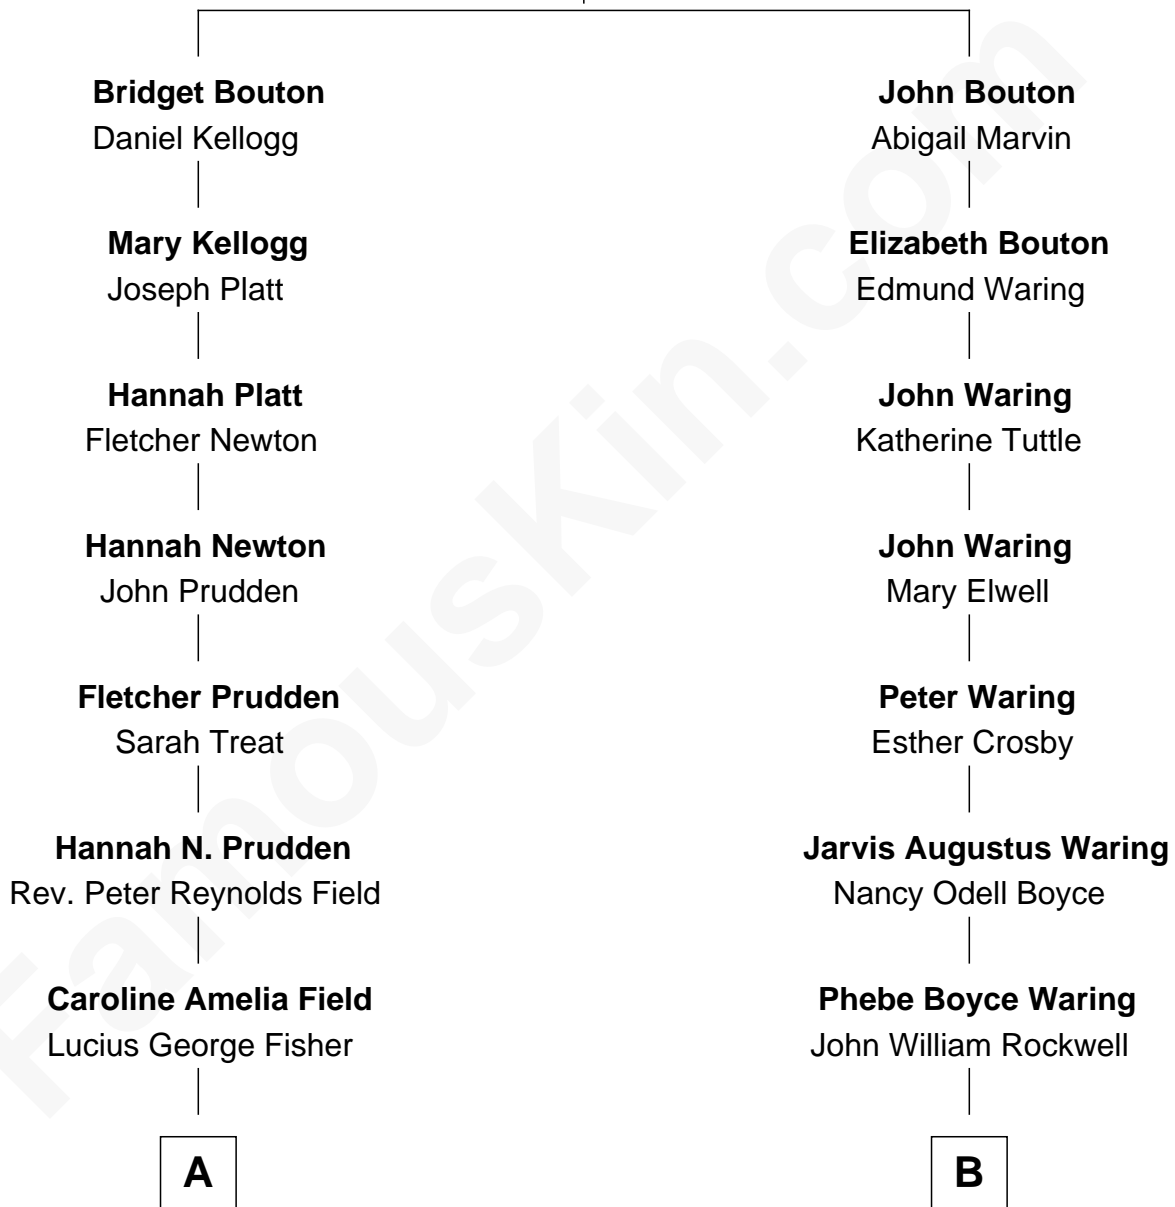 Bridget Bouton
Daniel Kellogg
Mary Kellogg
Joseph Platt
Hannah Platt
Fletcher Newton
Hannah Newton
John Prudden
Fletcher Prudden
Sarah Treat
Hannah N. Prudden
Rev. Peter Reynolds Field
Caroline Amelia Field
Lucius George Fisher
A
John Bouton
Abigail Marvin
Elizabeth Bouton
Edmund Waring
John Waring
Katherine Tuttle
John Waring
Mary Elwell
Peter Waring
Esther Crosby
Jarvis Augustus Waring
Nancy Odell Boyce
Phebe Boyce Waring
John William Rockwell
B
FamousKin.com